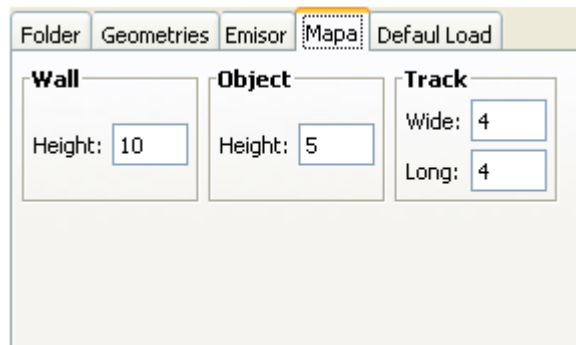 Folder Geometries Emisor Mapa Defaul Load
Wall
Height: 10
Object
Height: 5
Track
Wide: 4
Long: 4